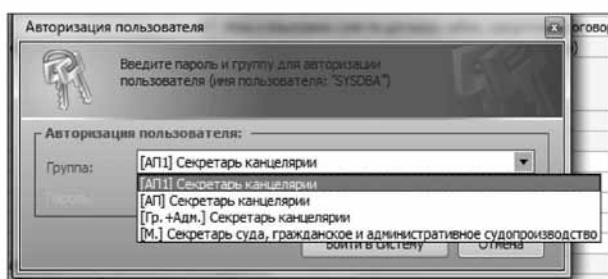 Авторизация пользователя
оговор
Введите пароль и группу для авторизации
пользователя (имя пользователя: "SYSDBA")
Авторизация пользователя:
Группа:
[АП1] Секретарь канцелярии
[АП1] Секретарь канцелярии
Пароль:
[АП] Секретарь канцелярии
[Гр.+Адм.] Секретарь канцелярии
[М.] Секретарь суда, гражданское и административное судопроизводство
Войти в систему
Отмена